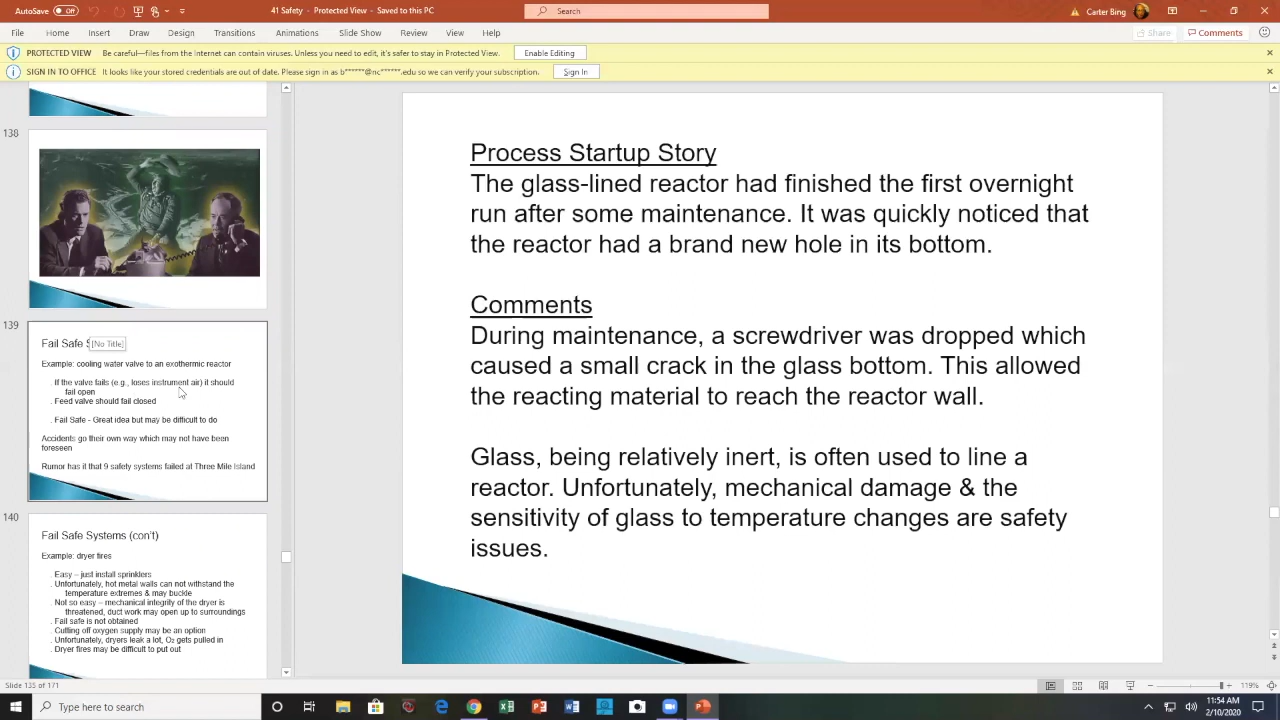 AutoSave Off
41 Safety - Protected View - Saved to this PC
Search
Carter Bing
File Home Insert Draw Design Transitions Animations Slide Show Review View Help
Share Comments
PROTECTED VIEW Be careful—files from the Internet can contain viruses. Unless you need to edit, it's safer to stay in Protected View. Enable Editing
SIGN IN TO OFFICE It looks like your stored credentials are out of date. Please sign in as b******@nc******.edu so we can verify your subscription. Sign In
138
139
Fail Safe S
[No Title]
Example: cooling water valve to an exothermic reactor
. If the valve fails (e.g., loses instrument air) it should
fail open
. Feed valve should fail closed
. Fail Safe - Great idea but may be difficult to do
Accidents go their own way which may not have been
foreseen
Rumor has it that 9 safety systems failed at Three Mile Island
140
Fail Safe Systems (con't)
Example: dryer fires
. Easy – just install sprinklers
. Unfortunately, hot metal walls can not withstand the
temperature extremes & may buckle
. Not so easy – mechanical integrity of the dryer is
threatened, duct work may open up to surroundings
. Fail safe is not obtained
. Cutting off oxygen supply may be an option
. Unfortunately, dryers leak a lot, O₂ gets pulled in
. Dryer fires may be difficult to put out
Process Startup Story
The glass-lined reactor had finished the first overnight
run after some maintenance. It was quickly noticed that
the reactor had a brand new hole in its bottom.
Comments
During maintenance, a screwdriver was dropped which
caused a small crack in the glass bottom. This allowed
the reacting material to reach the reactor wall.
Glass, being relatively inert, is often used to line a
reactor. Unfortunately, mechanical damage & the
sensitivity of glass to temperature changes are safety
issues.
Slide 135 of 171
119%
Type here to search
11:54 AM
2/10/2020